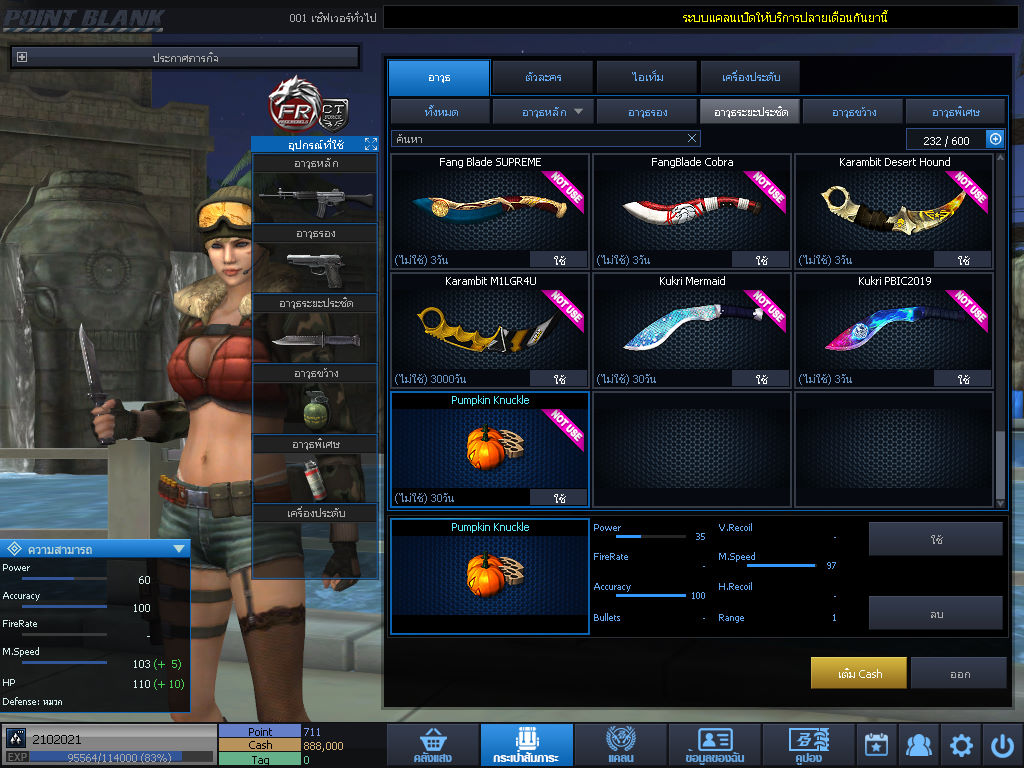 POINT BLANK
001 เซิฟเวอร์ทั่วไป
ระบบแคลนเปิดให้บริการปลายเดือนกันยานี้
ประกาศภารกิจ
FR
CT
FORCE
อาวุธ
ตัวละคร
ไอเท็ม
เครื่องประดับ
ทั้งหมด
อาวุธหลัก
อาวุธรอง
อาวุธระยะประชิด
อาวุธขว้าง
อาวุธพิเศษ
ค้นหา
232 / 600
อุปกรณ์ที่ใช้
อาวุธหลัก
อาวุธรอง
อาวุธระยะประชิด
อาวุธขว้าง
อาวุธพิเศษ
เครื่องประดับ
Fang Blade SUPREME
NOT USE
(ไม่ใช้) 3วัน
ใช้
FangBlade Cobra
NOT USE
(ไม่ใช้) 3วัน
ใช้
Karambit Desert Hound
NOT USE
(ไม่ใช้) 3วัน
ใช้
Karambit M1LGR4U
NOT USE
(ไม่ใช้) 3000วัน
ใช้
Kukri Mermaid
NOT USE
(ไม่ใช้) 30วัน
ใช้
Kukri PBIC2019
NOT USE
(ไม่ใช้) 3วัน
ใช้
Pumpkin Knuckle
NOT USE
(ไม่ใช้) 30วัน
ใช้
Pumpkin Knuckle
Power 35
FireRate -
Accuracy 100
Bullets -
V.Recoil -
M.Speed 97
H.Recoil -
Range 1
ใช้
ลบ
เติม Cash
ออก
ความสามารถ
Power 60
Accuracy 100
FireRate -
M.Speed 103 (+ 5)
HP 110 (+ 10)
Defense: หมวก
2102021
EXP 95564/114000 (83%)
Point 711
Cash 888,000
Tag 0
คลังแสง
กระเป๋าสัมภาระ
แคลน
ข้อมูลของฉัน
คูปอง